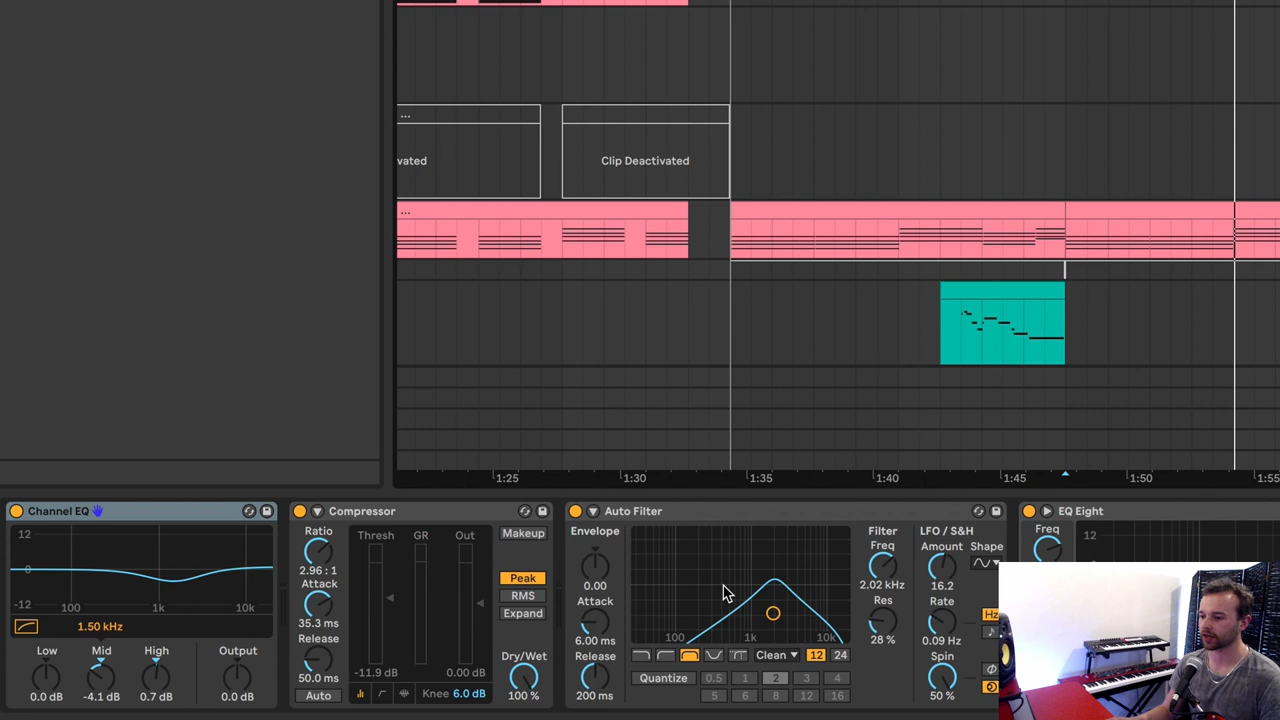 ...
vated
Clip Deactivated
...
1:25 1:30 1:35 1:40 1:45 1:50 1:55
Channel EQ
12
0
-12
100 1k 10k
1.50 kHz
Low Mid High Output
0.0 dB -4.1 dB 0.7 dB 0.0 dB
Compressor
Ratio
2.96 : 1
Attack
35.3 ms
Release
50.0 ms
Auto
Thresh GR Out
-11.9 dB 0.00 dB
Knee 6.0 dB
Makeup
Peak
RMS
Expand
Dry/Wet
100 %
Auto Filter
Envelope
0.00
Attack
6.00 ms
Release
200 ms
100 1k 10k
Clean 12 24
Quantize 0.5 1 2 3 4
5 6 8 12 16
Filter
Freq
2.02 kHz
Res
28 %
LFO / S&H
Amount Shape
16.2
Rate
Hz
0.09 Hz
Spin
50 %
EQ Eight
Freq
12